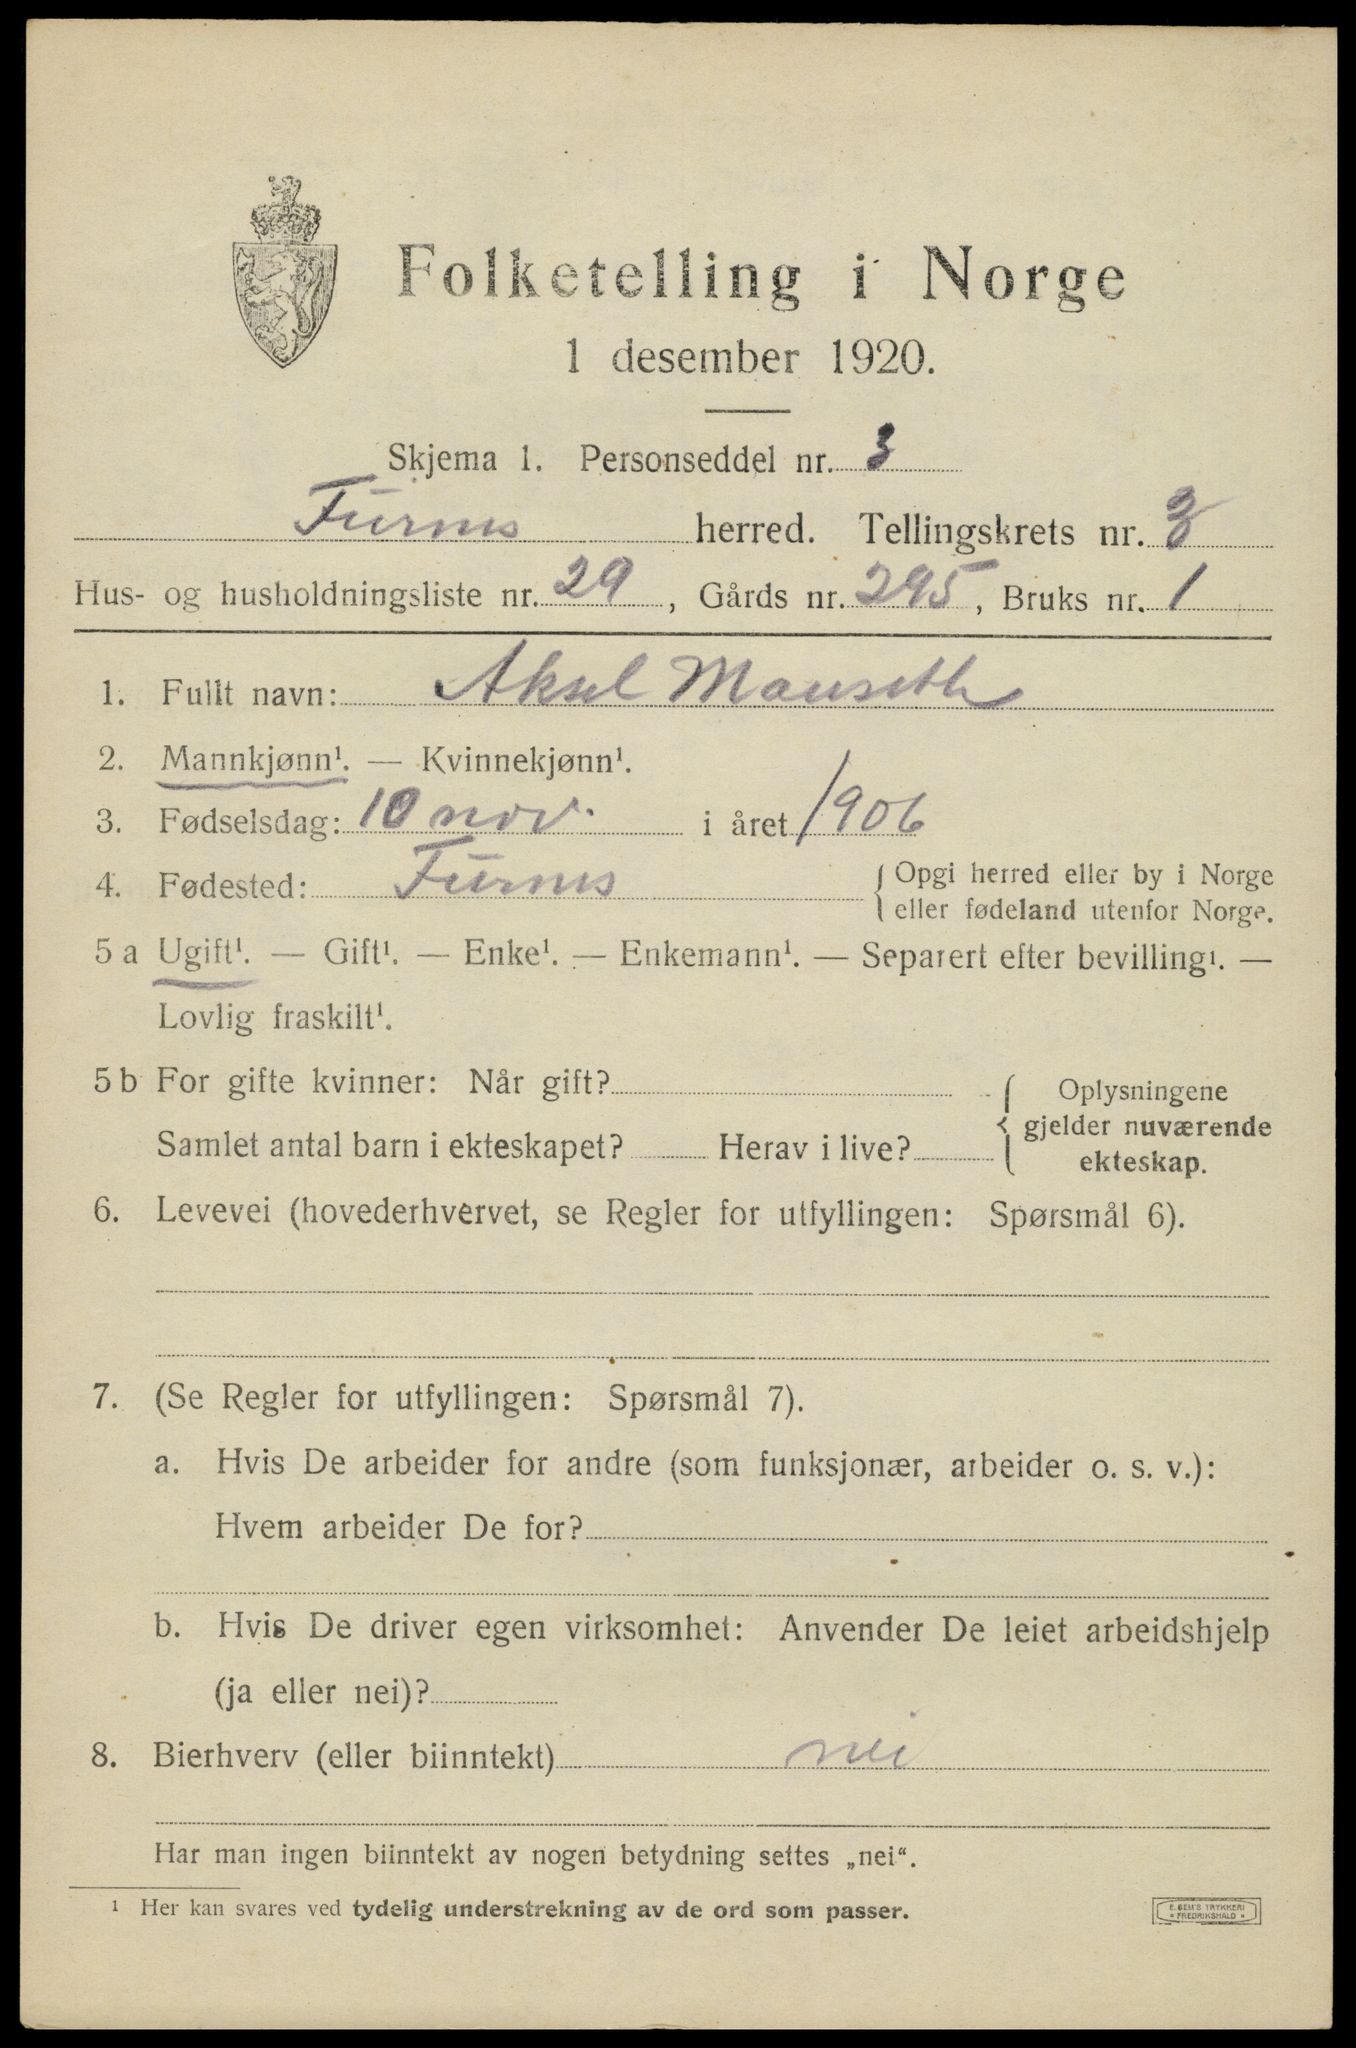 Folketelling i Norge
1 desember 1920.
Skjema 1. Personseddel nr. 3
Furnes herred. Tellingskrets nr. 3
Hus- og husholdningsliste nr. 29, Gårds nr. 295, Bruks nr. 1
1. Fullt navn: Aksel Mauseth
2. Mannkjønn¹. — Kvinnekjønn¹.
3. Fødselsdag: 10 nov. i året 1906
4. Fødested: Furnes { Opgi herred eller by i Norge
eller fødeland utenfor Norge.
5 a Ugift¹. — Gift¹. — Enke¹. — Enkemann¹. — Separert efter bevilling¹. —
Lovlig fraskilt¹.
5 b For gifte kvinner: Når gift? { Oplysningene
gjelder nuværende
Samlet antal barn i ekteskapet? Herav i live?
ekteskap.
6. Levevei (hovederhvervet, se Regler for utfyllingen: Spørsmål 6).
7. (Se Regler for utfyllingen: Spørsmål 7).
a. Hvis De arbeider for andre (som funksjonær, arbeider o. s. v.):
Hvem arbeider De for?
b. Hvis De driver egen virksomhet: Anvender De leiet arbeidshjelp
(ja eller nei)?
8. Bierhverv (eller biinntekt) nei
Har man ingen biinntekt av nogen betydning settes „nei“.
¹ Her kan svares ved tydelig understrekning av de ord som passer.
E. SEM'S TRYKKERI
* FREDRIKSHALD *